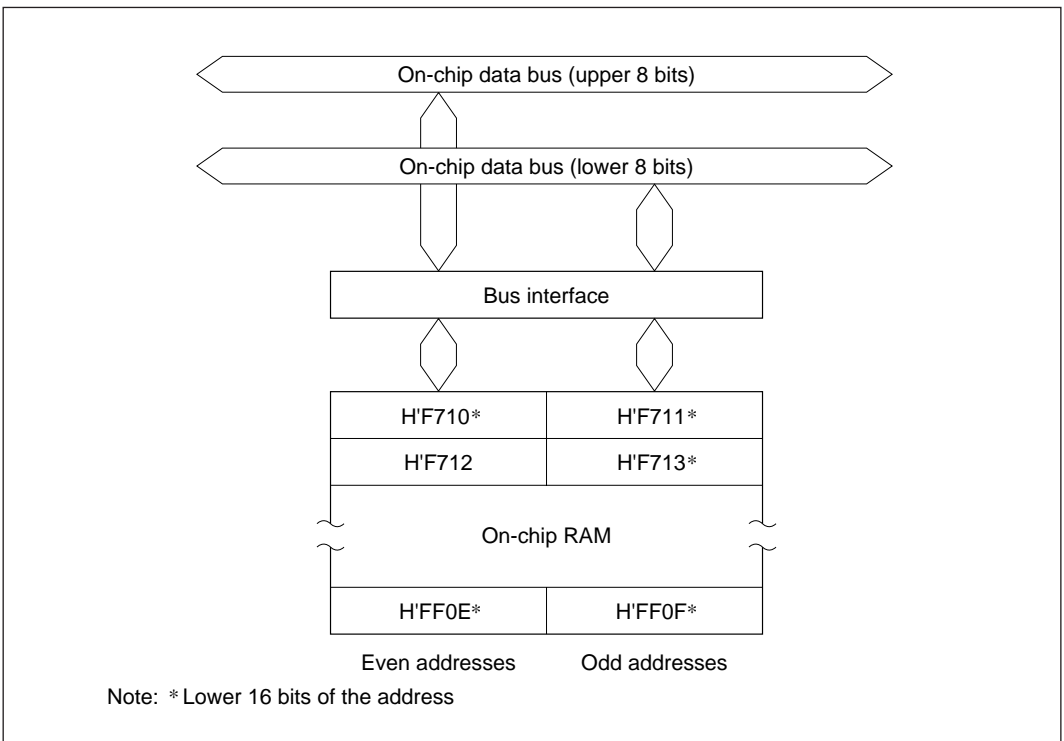 On-chip data bus (upper 8 bits)
On-chip data bus (lower 8 bits)
Bus interface
H'F710* H'F711*
H'F712 H'F713*
On-chip RAM
H'FF0E* H'FF0F*
Even addresses Odd addresses
Note: * Lower 16 bits of the address